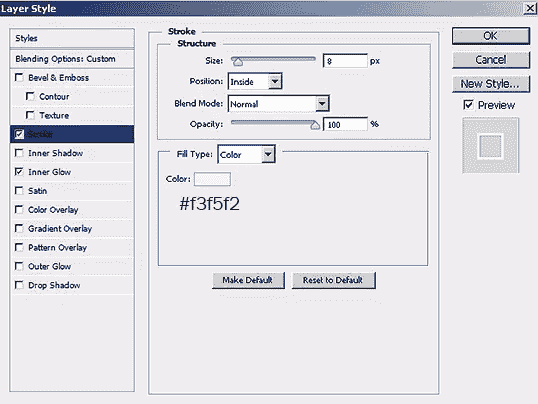 Layer Style
Styles
Blending Options: Custom
Bevel & Emboss
Contour
Texture
Stroke
Inner Shadow
Inner Glow
Satin
Color Overlay
Gradient Overlay
Pattern Overlay
Outer Glow
Drop Shadow
Stroke
Structure
Size: 8 px
Position: Inside
Blend Mode: Normal
Opacity: 100 %
Fill Type: Color
Color:
#f3f5f2
Make Default Reset to Default
OK
Cancel
New Style...
Preview